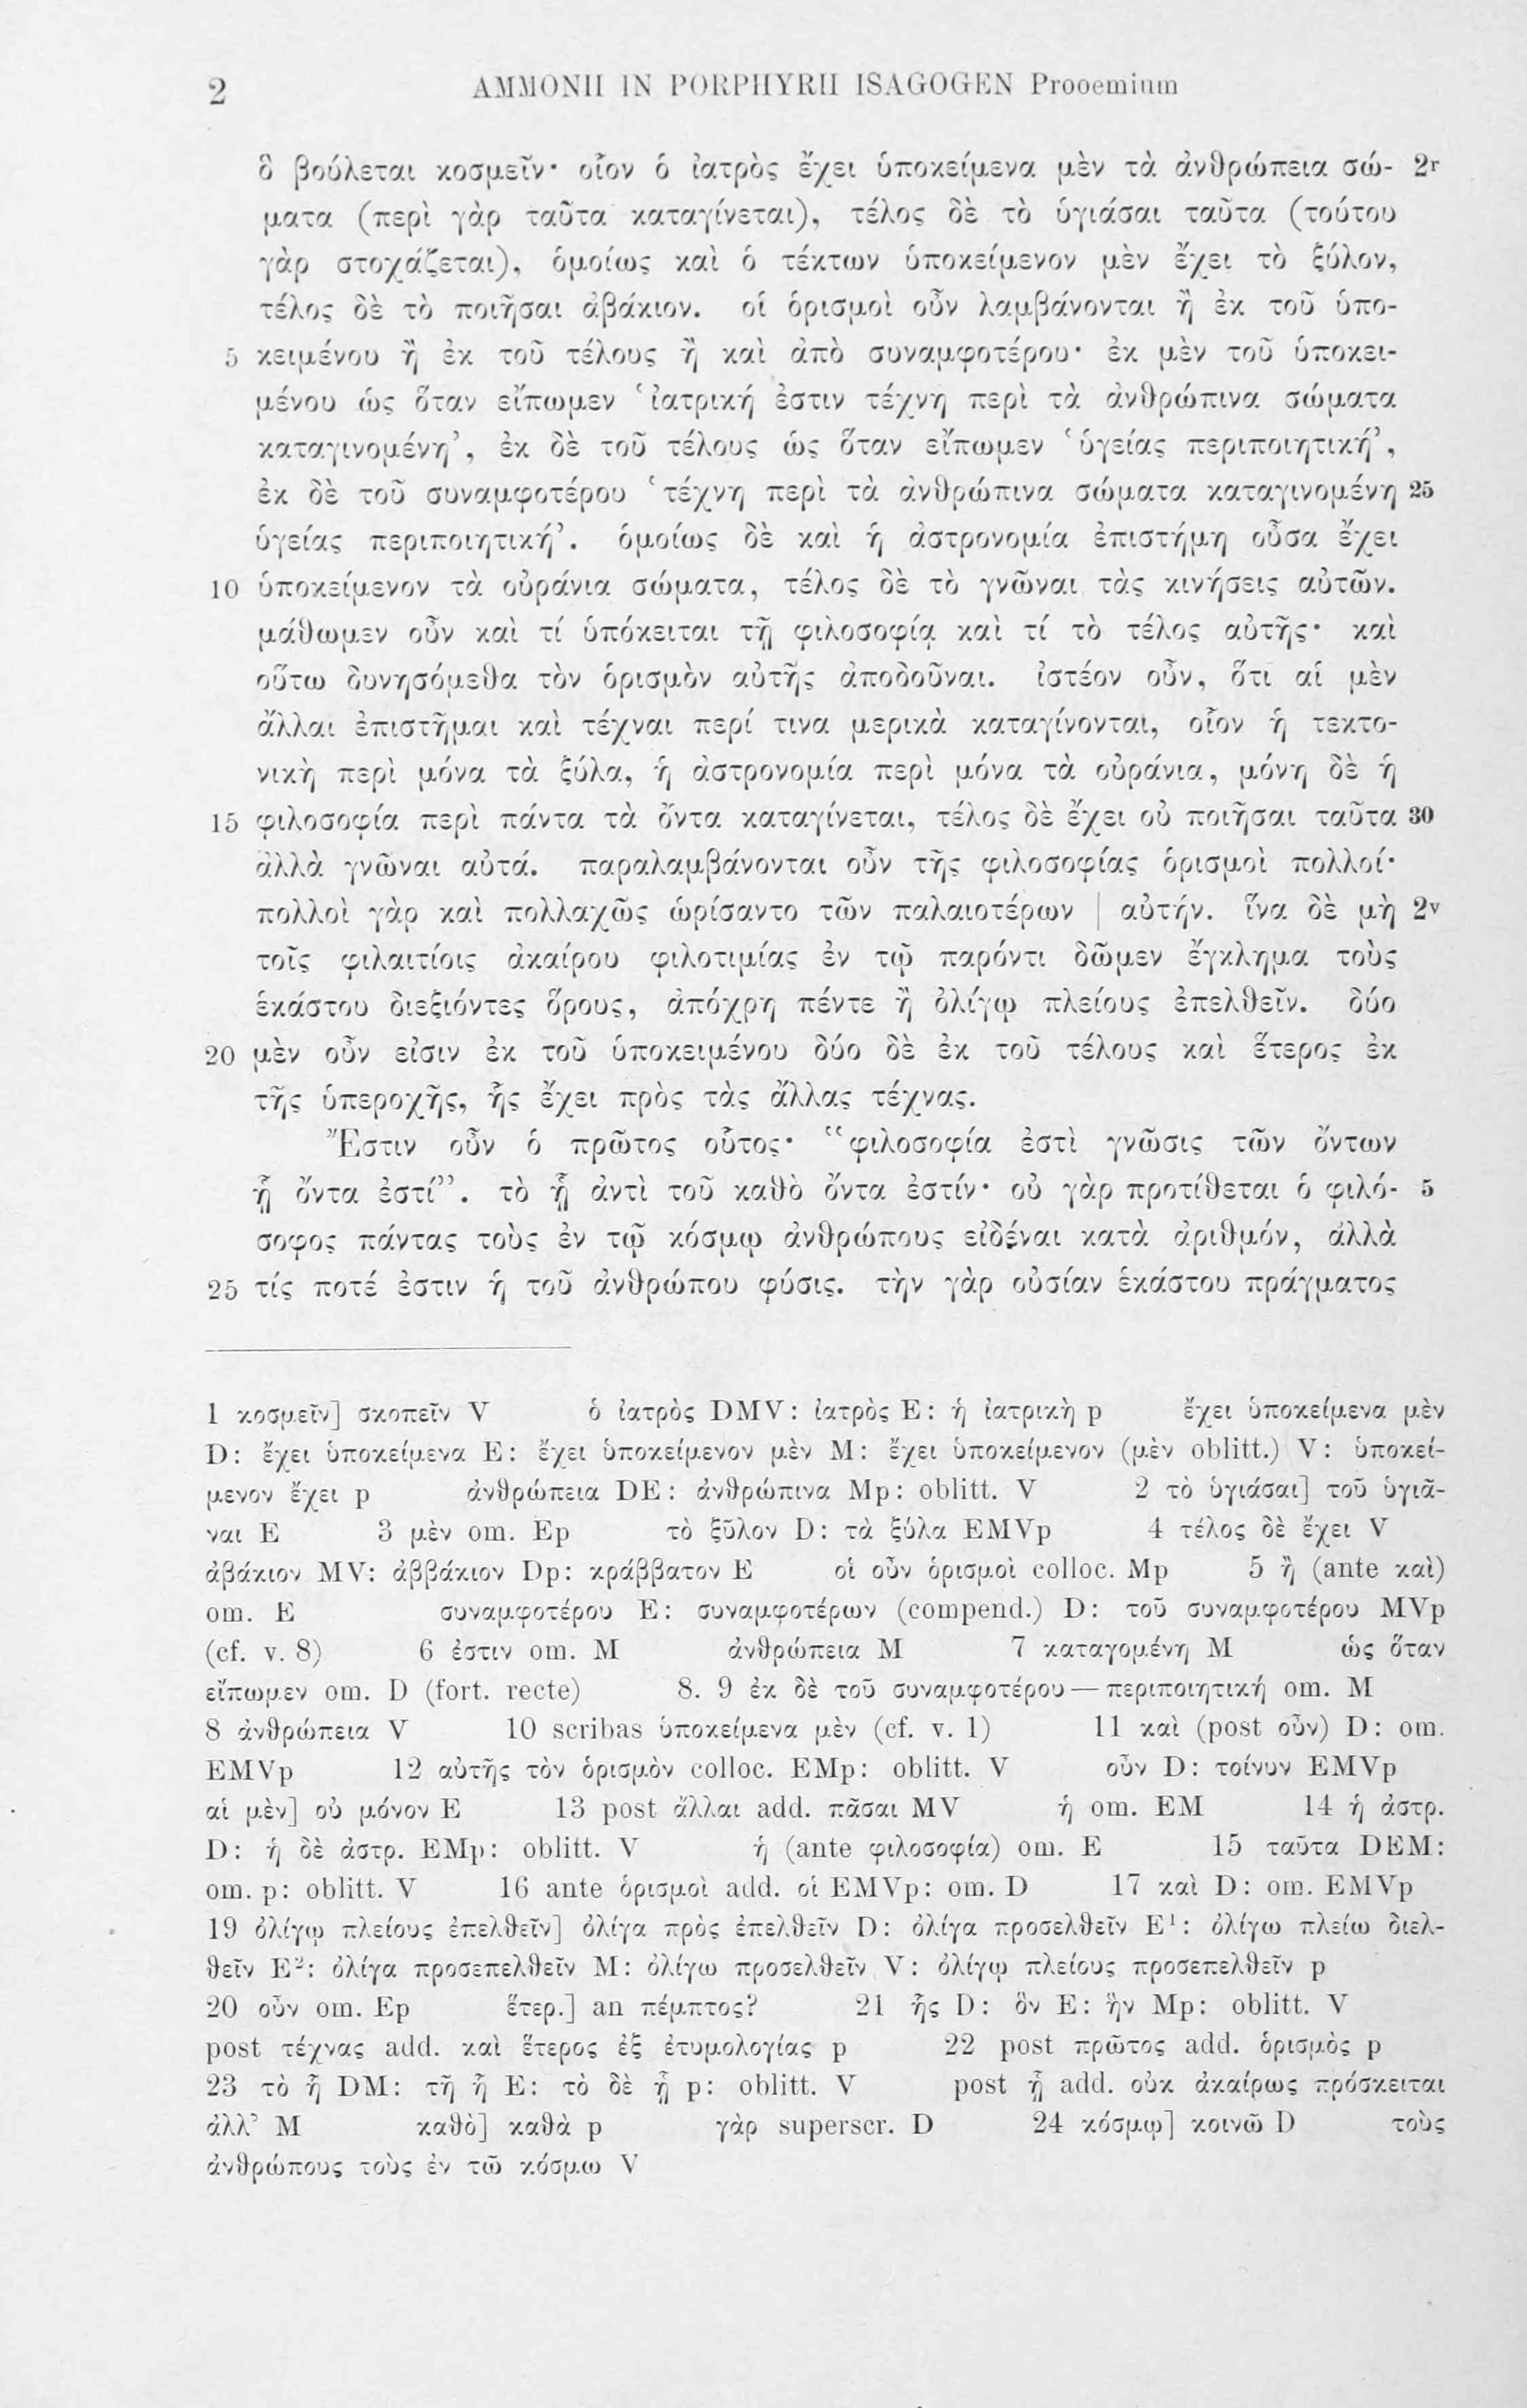 2 AMMONII IN PORPHYRII ISAGOGEN Prooemium
ὃ βούλεται κοσμεῖν· οἷον ὁ ἰατρὸς ἔχει ὑποκείμενα μὲν τὰ ἀνθρώπεια σώ- 2r
ματα (περὶ γὰρ ταῦτα καταγίνεται), τέλος δὲ τὸ ὑγιάσαι ταῦτα (τούτου
γὰρ στοχάζεται), ὁμοίως καὶ ὁ τέκτων ὑποκείμενον μὲν ἔχει τὸ ξύλον,
τέλος δὲ τὸ ποιῆσαι ἀβάκιον. οἱ ὁρισμοὶ οὖν λαμβάνονται ἢ ἐκ τοῦ ὑπο-
5 κειμένου ἢ ἐκ τοῦ τέλους ἢ καὶ ἀπὸ συναμφοτέρου· ἐκ μὲν τοῦ ὑποκει-
μένου ὡς ὅταν εἴπωμεν ‘ἰατρική ἐστιν τέχνη περὶ τὰ ἀνθρώπινα σώματα
καταγινομένη’, ἐκ δὲ τοῦ τέλους ὡς ὅταν εἴπωμεν ‘ὑγείας περιποιητική’,
ἐκ δὲ τοῦ συναμφοτέρου ‘τέχνη περὶ τὰ ἀνθρώπινα σώματα καταγινομένη 25
ὑγείας περιποιητική’. ὁμοίως δὲ καὶ ἡ ἀστρονομία ἐπιστήμη οὖσα ἔχει
10 ὑποκείμενον τὰ οὐράνια σώματα, τέλος δὲ τὸ γνῶναι τὰς κινήσεις αὐτῶν.
μάθωμεν οὖν καὶ τί ὑπόκειται τῇ φιλοσοφίᾳ καὶ τί τὸ τέλος αὐτῆς· καὶ
οὕτω δυνησόμεθα τὸν ὁρισμὸν αὐτῆς ἀποδοῦναι. ἰστέον οὖν, ὅτι αἱ μὲν
ἄλλαι ἐπιστῆμαι καὶ τέχναι περί τινα μερικὰ καταγίνονται, οἷον ἡ τεκτο-
νικὴ περὶ μόνα τὰ ξύλα, ἡ ἀστρονομία περὶ μόνα τὰ οὐράνια, μόνη δὲ ἡ
15 φιλοσοφία περὶ πάντα τὰ ὄντα καταγίνεται, τέλος δὲ ἔχει οὐ ποιῆσαι ταῦτα 30
ἀλλὰ γνῶναι αὐτά. παραλαμβάνονται οὖν τῆς φιλοσοφίας ὁρισμοὶ πολλοί·
πολλοὶ γὰρ καὶ πολλαχῶς ὡρίσαντο τῶν παλαιοτέρων | αὐτήν. ἵνα δὲ μὴ 2v
τοῖς φιλαιτίοις ἀκαίρου φιλοτιμίας ἐν τῷ παρόντι δῶμεν ἔγκλημα τοὺς
ἑκάστου διεξιόντες ὅρους, ἀπόχρη πέντε ἢ ὀλίγῳ πλείους ἐπελθεῖν. δύο
20 μὲν οὖν εἰσιν ἐκ τοῦ ὑποκειμένου δύο δὲ ἐκ τοῦ τέλους καὶ ἕτερος ἐκ
τῆς ὑπεροχῆς, ἧς ἔχει πρὸς τὰς ἄλλας τέχνας.
Ἔστιν οὖν ὁ πρῶτος οὗτος· “φιλοσοφία ἐστὶ γνῶσις τῶν ὄντων
ᾗ ὄντα ἐστί”. τὸ ᾗ ἀντὶ τοῦ καθὸ ὄντα ἐστίν· οὐ γὰρ προτίθεται ὁ φιλό- 5
σοφος πάντας τοὺς ἐν τῷ κόσμῳ ἀνθρώπους εἰδέναι κατὰ ἀριθμόν, ἀλλὰ
25 τίς ποτέ ἐστιν ἡ τοῦ ἀνθρώπου φύσις. τὴν γὰρ οὐσίαν ἑκάστου πράγματος
1 κοσμεῖν] σκοπεῖν V ὁ ἰατρὸς DMV: ἰατρὸς E: ἡ ἰατρικὴ p ἔχει ὑποκείμενα μὲν
D: ἔχει ὑποκείμενα E: ἔχει ὑποκείμενον μὲν M: ἔχει ὑποκείμενον (μὲν oblitt.) V: ὑποκεί-
μενον ἔχει p ἀνθρώπεια DE: ἀνθρώπινα Mp: oblitt. V 2 τὸ ὑγιάσαι] τοῦ ὑγιᾶ-
ναι E 3 μὲν om. Ep τὸ ξῦλον D: τὰ ξύλα EMVp 4 τέλος δὲ ἔχει V
ἀβάκιον MV: ἀββάκιον Dp: κράββατον E οἱ οὖν ὁρισμοὶ colloc. Mp 5 ἢ (ante καὶ)
om. E συναμφοτέρου E: συναμφοτέρων (compend.) D: τοῦ συναμφοτέρου MVp
(cf. v. 8) 6 ἐστιν om. M ἀνθρώπεια M 7 καταγομένη M ὡς ὅταν
εἴπωμεν om. D (fort. recte) 8. 9 ἐκ δὲ τοῦ συναμφοτέρου — περιποιητική om. M
8 ἀνθρώπεια V 10 scribas ὑποκείμενα μὲν (cf. v. 1) 11 καὶ (post οὖν) D: om.
EMVp 12 αὐτῆς τὸν ὁρισμὸν colloc. EMp: oblitt. V οὖν D: τοίνυν EMVp
αἱ μὲν] οὐ μόνον E 13 post ἄλλαι add. πᾶσαι MV ἡ om. EM 14 ἡ ἀστρ.
D: ἡ δὲ ἀστρ. EMp: oblitt. V ἡ (ante φιλοσοφία) om. E 15 ταῦτα DEM:
om. p: oblitt. V 16 ante ὁρισμοὶ add. οἱ EMVp: om. D 17 καὶ D: om. EMVp
19 ὀλίγῳ πλείους ἐπελθεῖν] ὀλίγα πρὸς ἐπελθεῖν D: ὀλίγα προσελθεῖν E¹: ὀλίγω πλείω διελ-
θεῖν E²: ὀλίγα προσεπελθεῖν M: ὀλίγω προσελθεῖν V: ὀλίγῳ πλείους προσεπελθεῖν p
20 οὖν om. Ep ἕτερ.] an πέμπτος? 21 ἧς D: ὃν E: ἣν Mp: oblitt. V
post τέχνας add. καὶ ἕτερος ἐξ ἐτυμολογίας p 22 post πρῶτος add. ὁρισμὸς p
23 τὸ ἦ DM: τῆ ἦ E: τὸ δὲ ᾗ p: oblitt. V post ᾗ add. οὐκ ἀκαίρως πρόσκειται
ἀλλ’ M καθὸ] καθὰ p γὰρ superscr. D 24 κόσμῳ] κοινῶ D τοὺς
ἀνθρώπους τοὺς ἐν τῶ κόσμω V